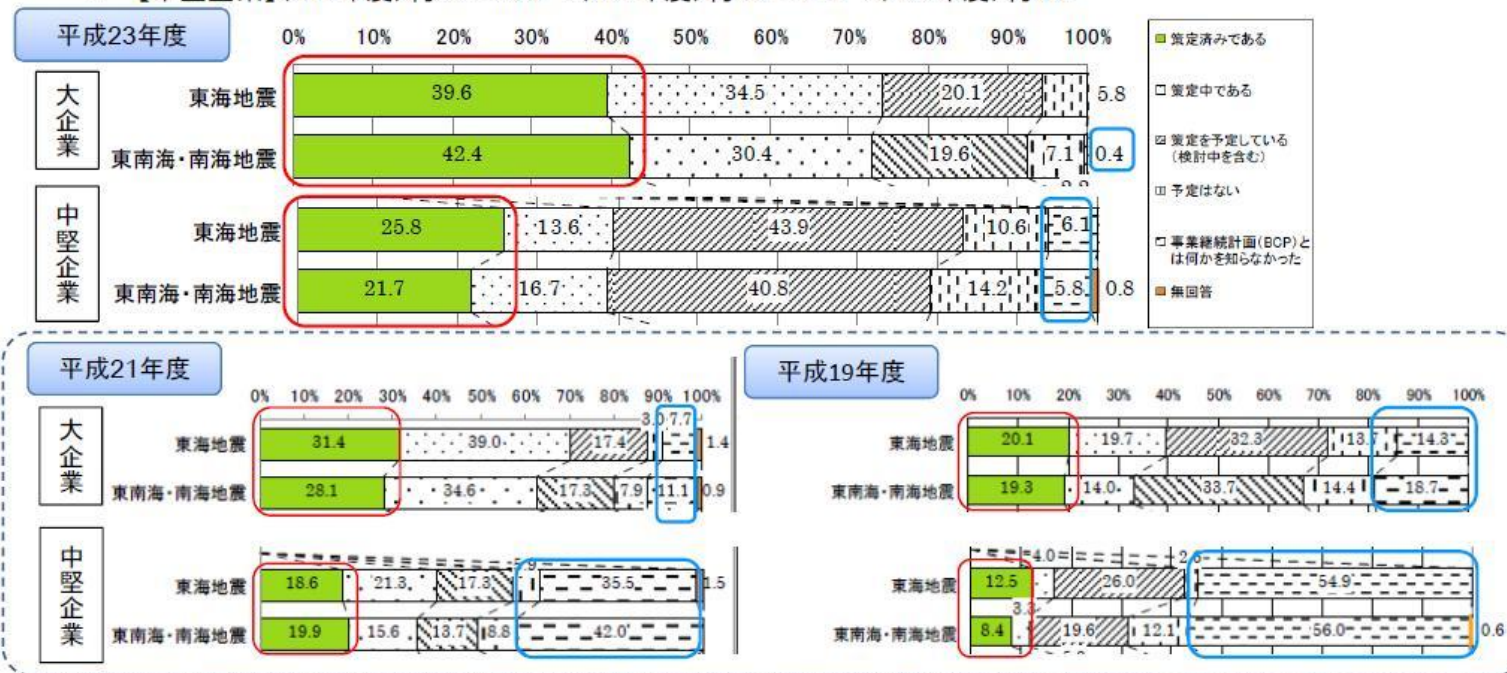 平成23年度
0% 10% 20% 30% 40% 50% 60% 70% 80% 90% 100%
大企業
東海地震 39.6 34.5 20.1 5.8
東南海・南海地震 42.4 30.4 19.6 7.1 0.4
中堅企業
東海地震 25.8 13.6 43.9 10.6 6.1
東南海・南海地震 21.7 16.7 40.8 14.2 5.8 0.8
策定済みである
策定中である
策定を予定している
(検討中を含む)
予定はない
事業継続計画(BCP)と
は何かを知らなかった
無回答
平成21年度
0% 10% 20% 30% 40% 50% 60% 70% 80% 90% 100%
大企業
東海地震 31.4 39.0 17.4 3.0 7.7 1.4
東南海・南海地震 28.1 34.6 17.3 7.9 11.1 0.9
中堅企業
東海地震 18.6 21.3 17.3 35.5 1.5
東南海・南海地震 19.9 15.6 13.7 8.8 42.0
平成19年度
0% 10% 20% 30% 40% 50% 60% 70% 80% 90% 100%
東海地震 20.1 19.7 32.3 13.7 14.3
東南海・南海地震 19.3 14.0 33.7 14.4 18.7
東海地震 12.5 4.0 26.0 54.9
東南海・南海地震 8.4 3.3 19.6 12.1 56.0 0.6